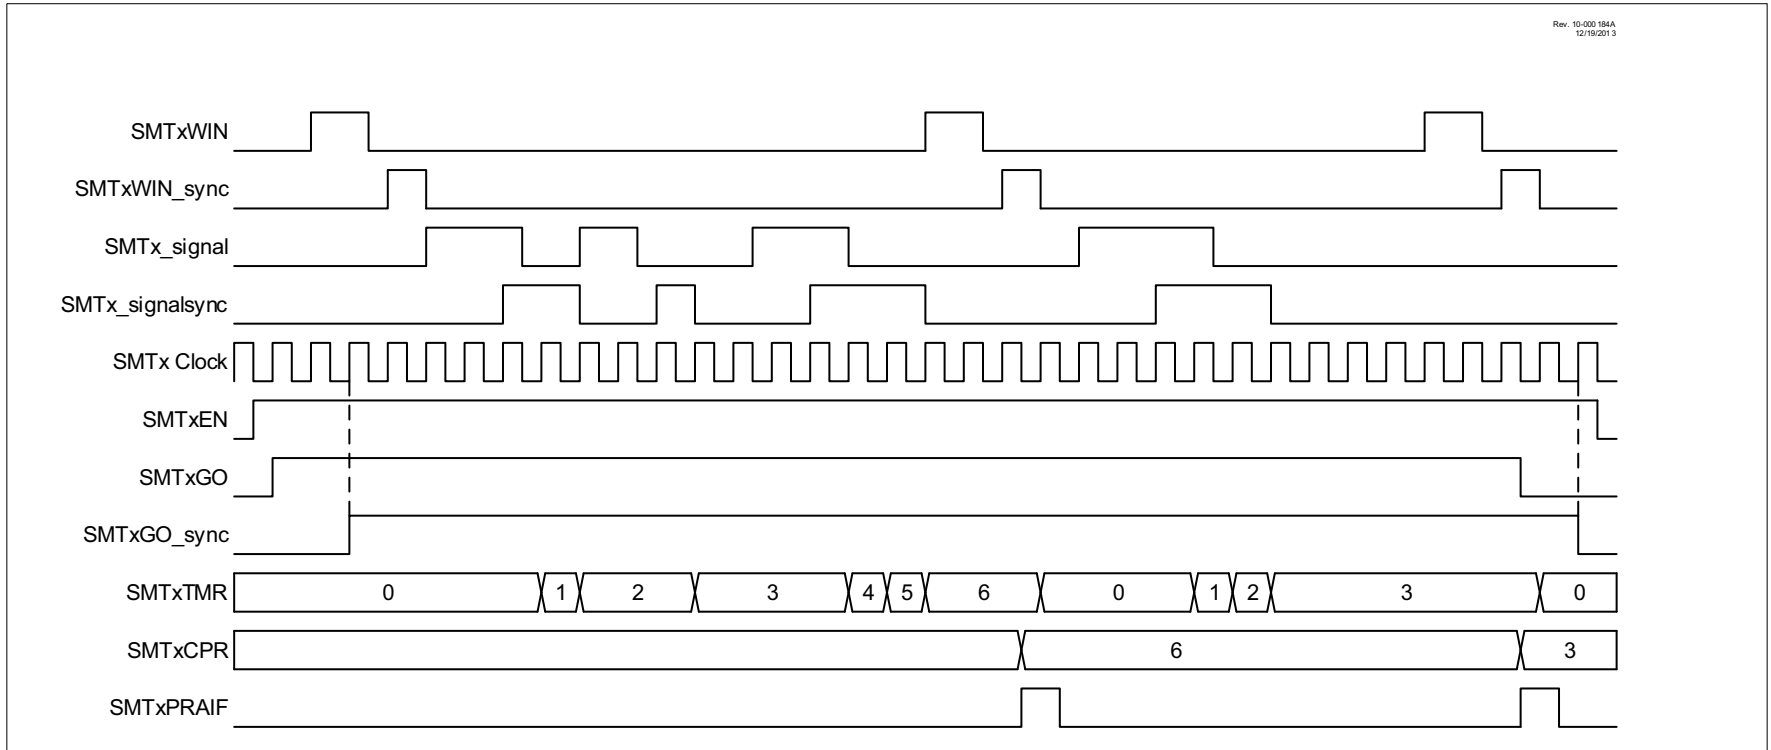 Rev. 10-000 184A
12/19/201 3
SMTxWIN
SMTxWIN_sync
SMTx_signal
SMTx_signalsync
SMTx Clock
SMTxEN
SMTxGO
SMTxGO_sync
SMTxTMR 0 1 2 3 4 5 6 0 1 2 3 0
SMTxCPR 6 3
SMTxPRAIF